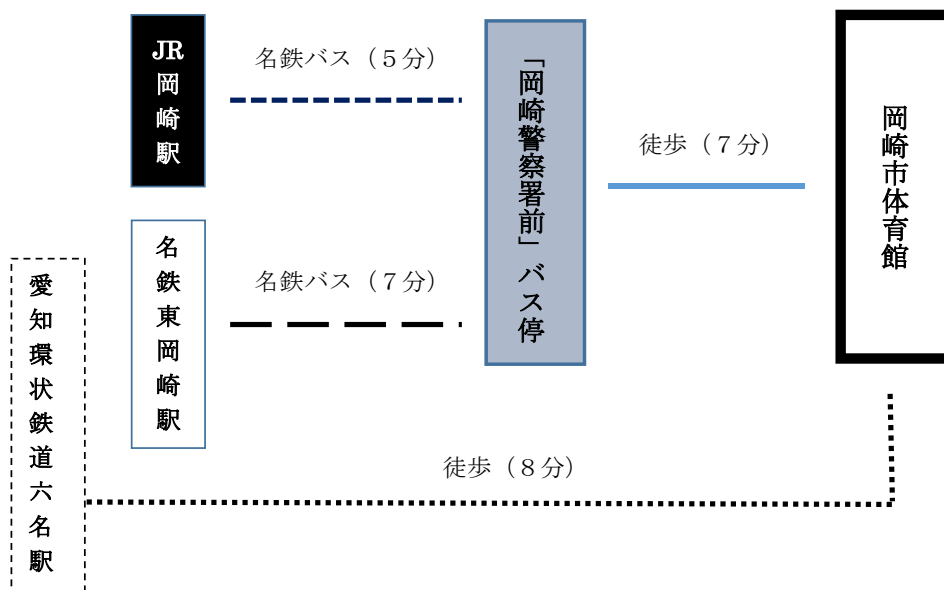 JR岡崎駅
名鉄バス（５分）
「岡崎警察署前」バス停
徒歩（７分）
岡崎市体育館
名鉄東岡崎駅
名鉄バス（７分）
愛知環状鉄道六名駅
徒歩（８分）